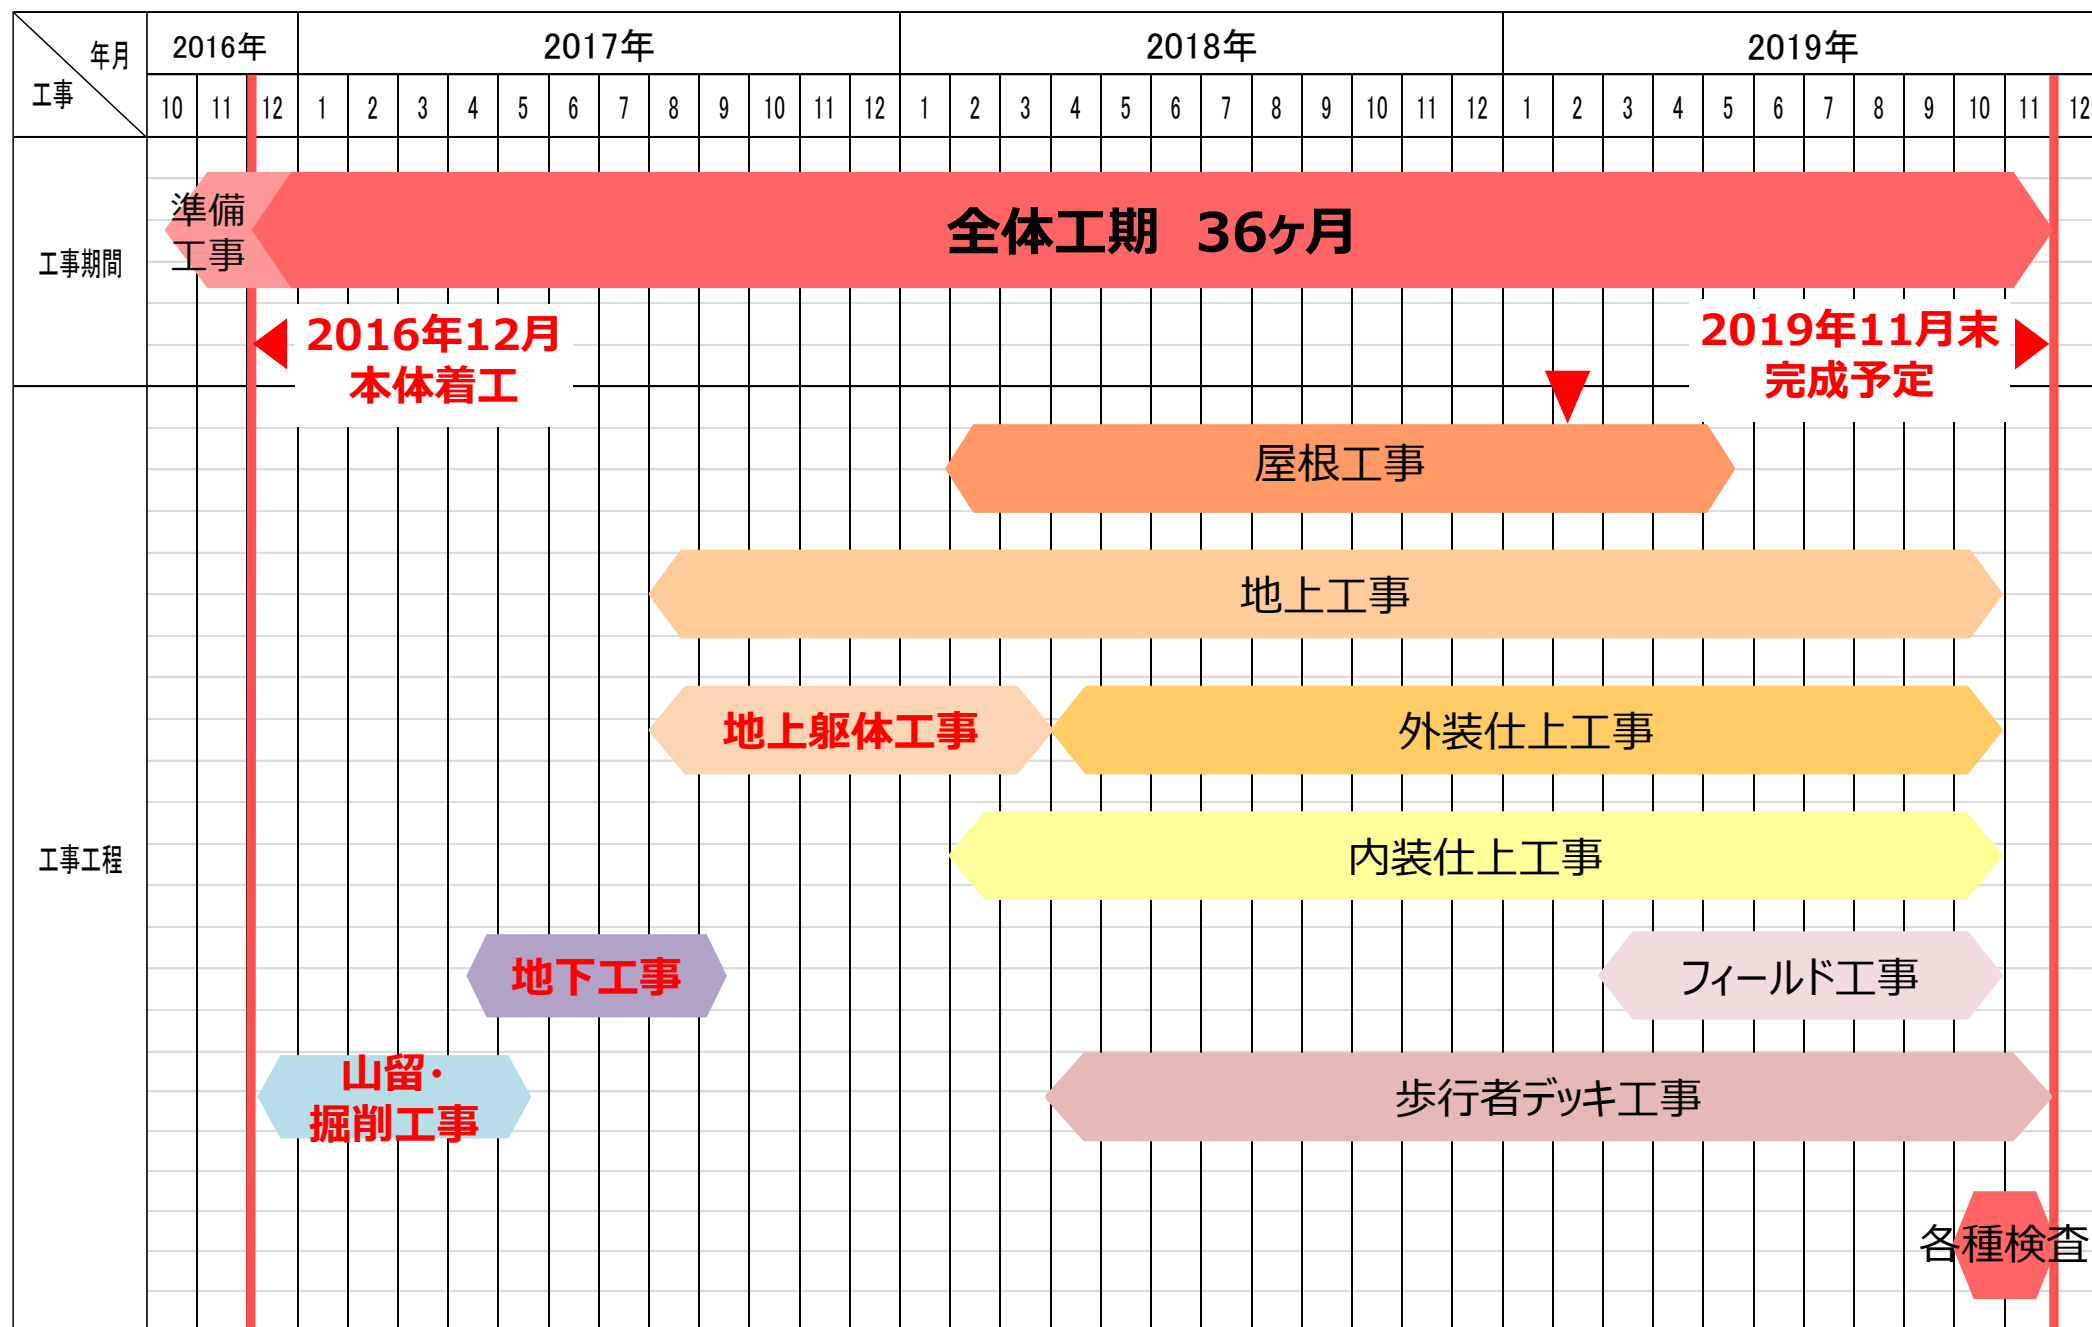 年月
工事
2016年 2017年 2018年 2019年
10 11 12 1 2 3 4 5 6 7 8 9 10 11 12 1 2 3 4 5 6 7 8 9 10 11 12 1 2 3 4 5 6 7 8 9 10 11 12
工事期間
準備
工事
全体工期 36ヶ月
2016年12月
本体着工
2019年11月末
完成予定
工事工程
屋根工事
地上工事
地上躯体工事
外装仕上工事
内装仕上工事
地下工事
フィールド工事
山留・
掘削工事
歩行者デッキ工事
各種検査